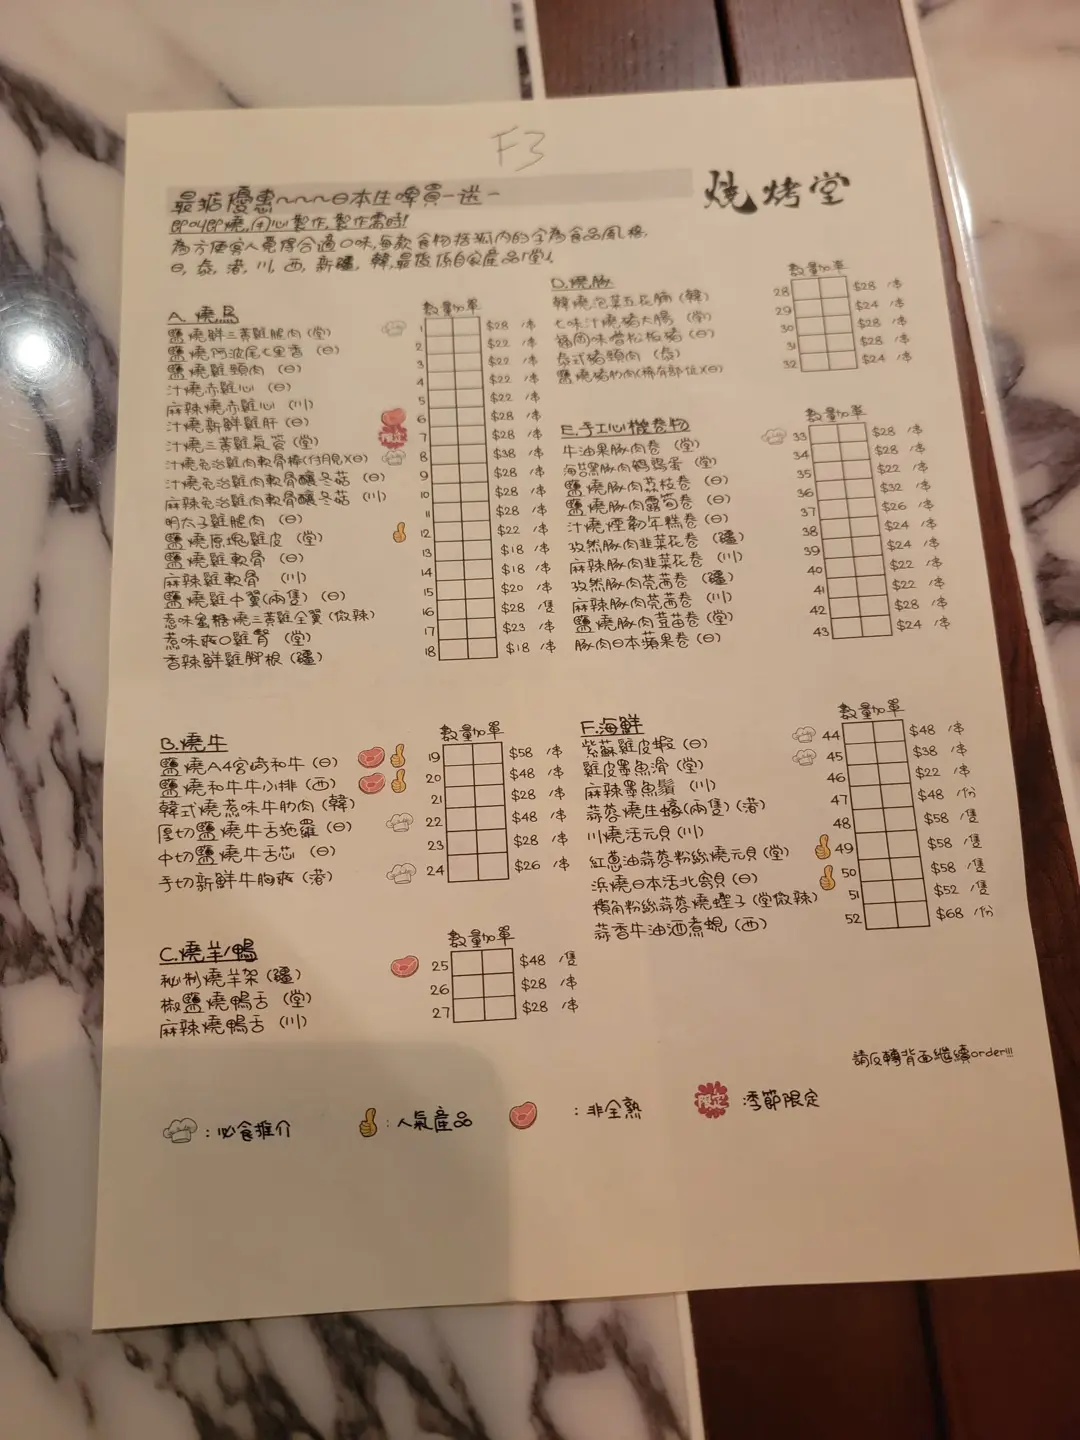 F3
最掂優惠~~~~日本生啤買一送一
燒烤堂
即叫即燒,用心製作,製作需時!
為方便客人覓得合適口味,每款食物括弧內的字為食品風格.
日, 泰, 港, 川, 西, 新疆, 韓,最後係自家產品「堂」.
A. 燒鳥
數量 加單
鹽燒鮮三黃雞腿肉 (堂) 1 $28 /串
鹽燒阿波尾七里香 (日) 2 $22 /串
鹽燒雞頸肉 (日) 3 $22 /串
汁燒赤雞心 (日) 4 $22 /串
麻辣燒赤雞心 (川) 5 $22 /串
汁燒新鮮雞肝 (日) 6 $28 /串
汁燒三黃雞氣管 (堂) 限定 7 $28 /串
汁燒免治雞肉軟骨棒(付月見)(日) 8 $38 /串
汁燒免治雞肉軟骨釀冬菇 (日) 9 $28 /串
麻辣免治雞肉軟骨釀冬菇 (川) 10 $28 /串
明太子雞腿肉 (日) 11 $28 /串
鹽燒原塊雞皮 (堂) 12 $22 /串
鹽燒雞軟骨 (日) 13 $18 /串
麻辣雞軟骨 (川) 14 $18 /串
鹽燒雞中翼(兩隻) (日) 15 $20 /串
惹味蜜糖燒三黃雞全翼 (微辣) 16 $28 /隻
惹味爽口雞腎 (堂) 17 $23 /串
香辣鮮雞腳根 (疆) 18 $18 /串
B.燒牛
數量 加單
鹽燒A4宮崎和牛 (日) 19 $58 /串
鹽燒和牛牛小排 (西) 20 $48 /串
韓式燒惹味牛肋肉 (韓) 21 $28 /串
厚切鹽燒牛舌拖羅 (日) 22 $48 /串
中切鹽燒牛舌芯 (日) 23 $28 /串
手切新鮮牛胸爽 (港) 24 $26 /串
C.燒羊/鴨
數量 加單
秘制燒羊架 (疆) 25 $48 /隻
椒鹽燒鴨舌 (堂) 26 $28 /串
麻辣燒鴨舌 (川) 27 $28 /串
D.燒豚
數量 加單
韓燒泡菜五花腩 (韓) 28 $28 /串
七味汁燒豬大腸 (堂) 29 $24 /串
福岡味噌松板豬 (日) 30 $28 /串
泰式豬頸肉 (泰) 31 $28 /串
鹽燒豬肋肉(稀有部位)(日) 32 $24 /串
E.手工心機卷物
數量 加單
牛油果豚肉卷 (堂) 33 $28 /串
海苔黑豚肉鵪鶉蛋 (堂) 34 $28 /串
鹽燒豚肉荔枝卷 (日) 35 $22 /串
鹽燒豚肉露筍卷 (日) 36 $32 /串
汁燒煙韌年糕卷 (日) 37 $26 /串
孜然豚肉韭菜花卷 (疆) 38 $24 /串
麻辣豚肉韭菜花卷 (川) 39 $24 /串
孜然豚肉芫茜卷 (疆) 40 $22 /串
麻辣豚肉芫茜卷 (川) 41 $22 /串
鹽燒豚肉荳苗卷 (堂) 42 $28 /串
豚肉日本蘋果卷 (日) 43 $24 /串
F.海鮮
數量 加單
紫蘇雞皮蝦 (日) 44 $48 /串
雞皮墨魚滑 (堂) 45 $38 /串
麻辣墨魚鬚 (川) 46 $22 /串
蒜蓉燒生蠔(兩隻) (港) 47 $48 /份
川燒活元貝 (川) 48 $58 /隻
紅蔥油蒜蓉粉絲燒元貝 (堂) 49 $58 /隻
浜燒日本活北寄貝 (日) 50 $58 /隻
欖角粉絲蒜蓉燒蟶子 (堂微辣) 51 $52 /隻
蒜香牛油酒煮蜆 (西) 52 $68 /份
請反轉背面繼續order!!!
: 必食推介
: 人氣產品
: 非全熟
限定 :季節限定